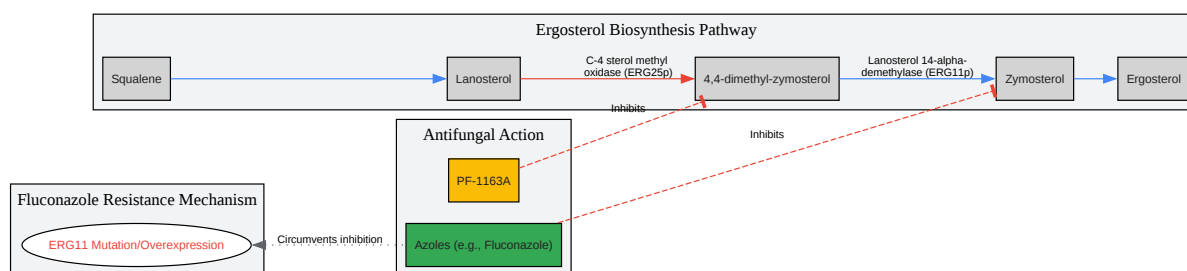 Ergosterol Biosynthesis Pathway
Squalene
Lanosterol
C-4 sterol methyl
oxidase (ERG25p)
4,4-dimethyl-zymosterol
Lanosterol 14-alpha-
demethylase (ERG11p)
Zymosterol
Ergosterol
Inhibits
Inhibits
Antifungal Action
PF-1163A
Azoles (e.g., Fluconazole)
Fluconazole Resistance Mechanism
ERG11 Mutation/Overexpression
Circumvents inhibition